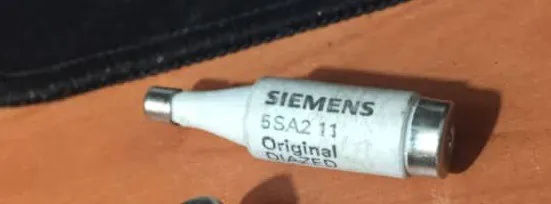 SIEMENS
5SA2 11
Original
DIAZED